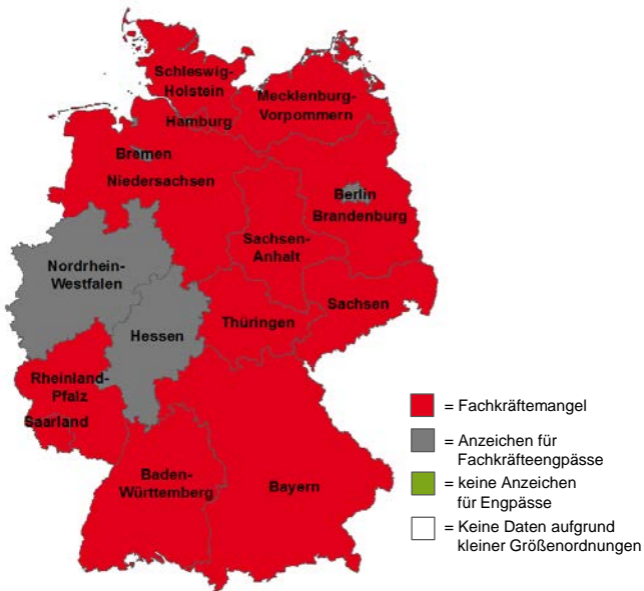 Schleswig-
Holstein
Mecklenburg-
Vorpommern
Hamburg
Bremen
Niedersachsen
Berlin
Brandenburg
Sachsen-
Anhalt
Nordrhein-
Westfalen
Sachsen
Thüringen
Hessen
Rheinland-
Pfalz
Saarland
Baden-
Württemberg
Bayern
= Fachkräftemangel
= Anzeichen für
Fachkräfteengpässe
= keine Anzeichen
für Engpässe
= Keine Daten aufgrund
kleiner Größenordnungen